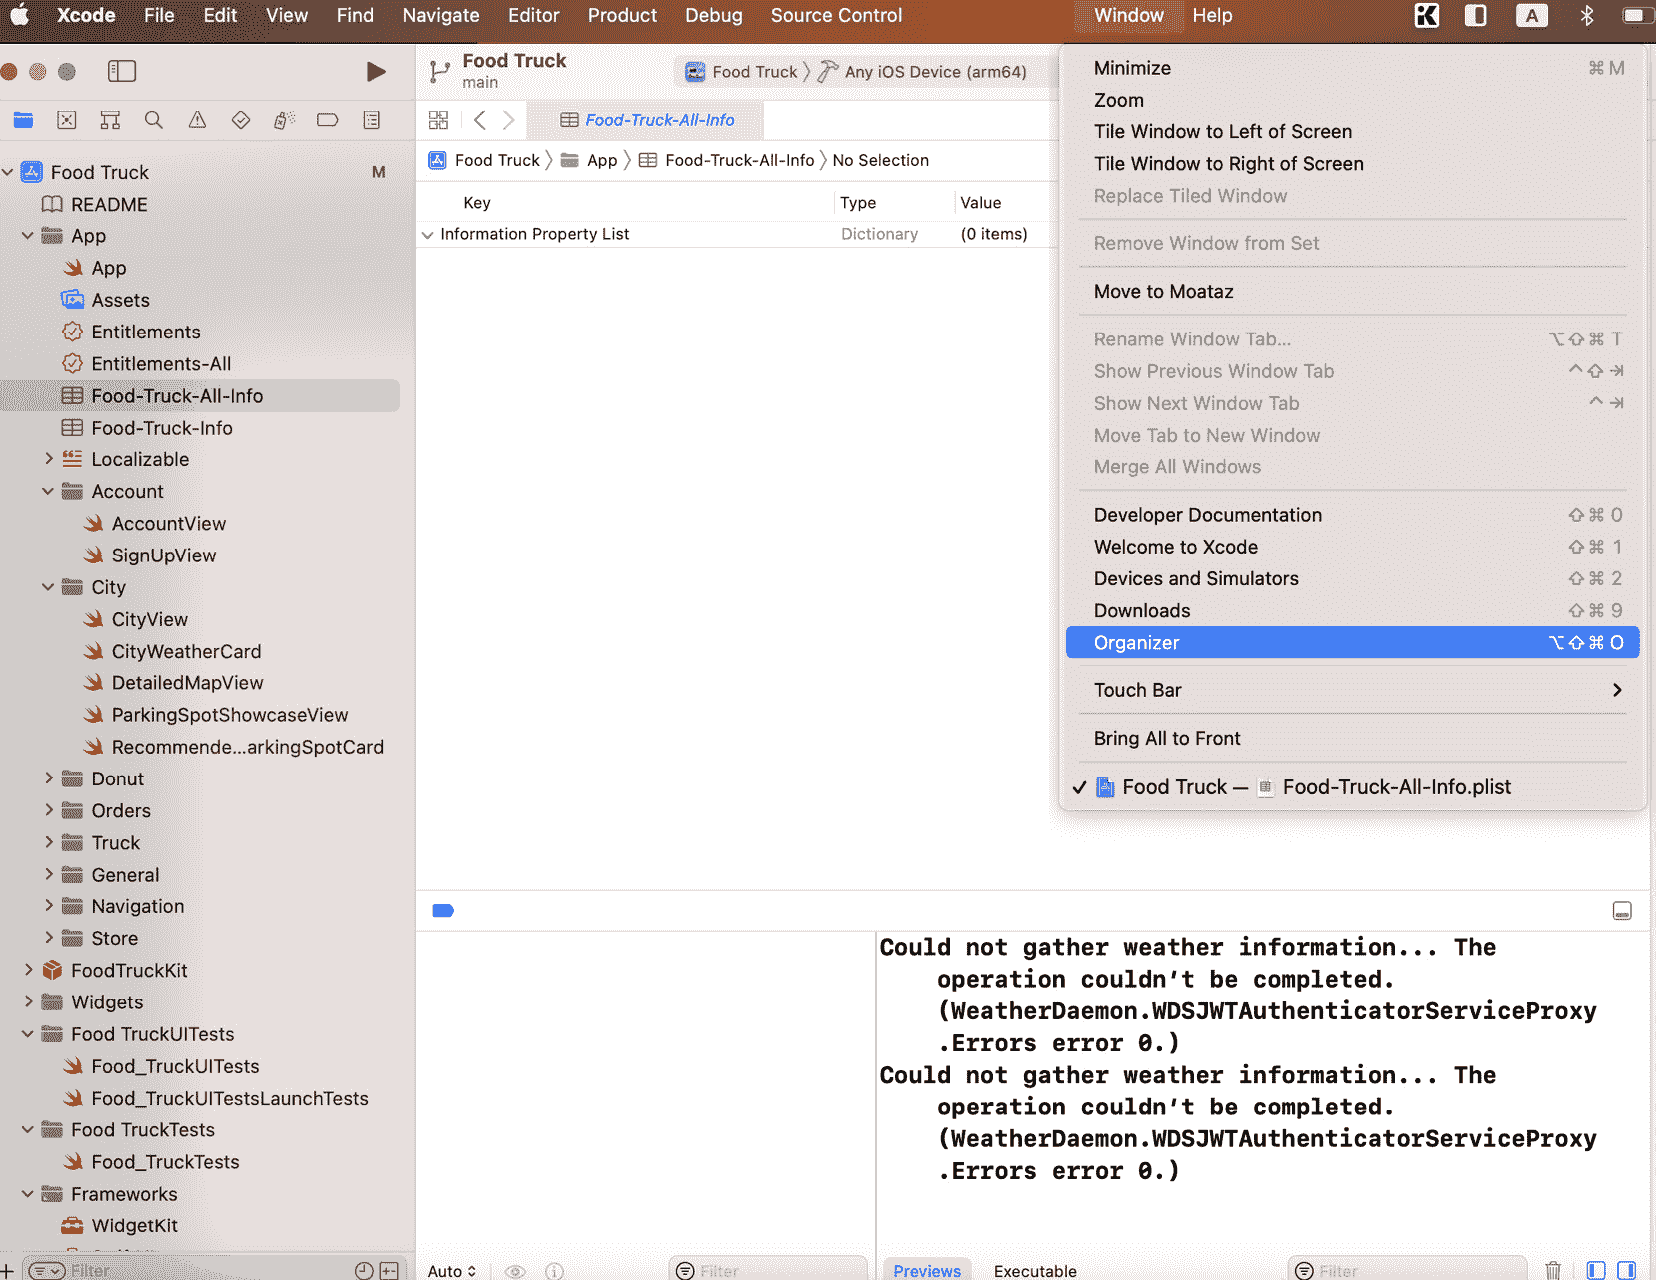 Xcode File Edit View Find Navigate Editor Product Debug Source Control Window Help
A
Food Truck
main
Food Truck Any iOS Device (arm64)
Food-Truck-All-Info
Food Truck App Food-Truck-All-Info No Selection
Key Type Value
Information Property List Dictionary (0 items)
Food Truck M
README
App
App
Assets
Entitlements
Entitlements-All
Food-Truck-All-Info
Food-Truck-Info
Localizable
Account
AccountView
SignUpView
City
CityView
CityWeatherCard
DetailedMapView
ParkingSpotShowcaseView
Recommende...arkingSpotCard
Donut
Orders
Truck
General
Navigation
Store
FoodTruckKit
Widgets
Food TruckUITests
Food_TruckUITests
Food_TruckUITestsLaunchTests
Food TruckTests
Food_TruckTests
Frameworks
WidgetKit
Filter
Minimize ⌘ M
Zoom
Tile Window to Left of Screen
Tile Window to Right of Screen
Replace Tiled Window
Remove Window from Set
Move to Moataz
Rename Window Tab... ⌥⇧⌘ T
Show Previous Window Tab ^⇧⇥
Show Next Window Tab ^⇥
Move Tab to New Window
Merge All Windows
Developer Documentation ⇧⌘ 0
Welcome to Xcode ⇧⌘ 1
Devices and Simulators ⇧⌘ 2
Downloads ⇧⌘ 9
Organizer ⌥⇧⌘ O
Touch Bar
Bring All to Front
✓ Food Truck — Food-Truck-All-Info.plist
Could not gather weather information... The
operation couldn’t be completed.
(WeatherDaemon.WDSJWTAuthenticatorServiceProxy
.Errors error 0.)
Could not gather weather information... The
operation couldn’t be completed.
(WeatherDaemon.WDSJWTAuthenticatorServiceProxy
.Errors error 0.)
Auto Filter Previews Executable Filter